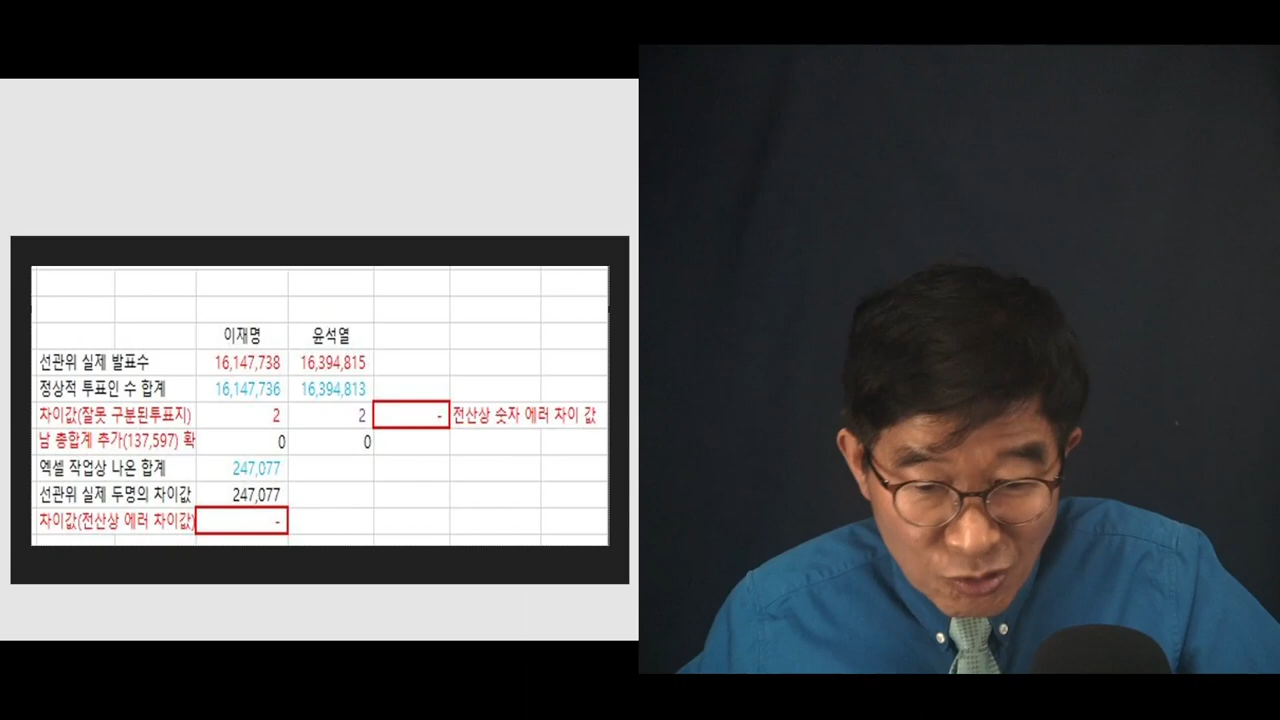 이재명 윤석열
선관위 실제 발표수 16,147,738 16,394,815
정상적 투표인 수 합계 16,147,736 16,394,813
차이값(잘못 구분된투표지) 2 2 - 전산상 숫자 에러 차이 값
남 총합계 추가(137,597) 확 0 0
엑셀 작업상 나온 합계 247,077
선관위 실제 두명의 차이값 247,077
차이값(전산상 에러 차이값) -